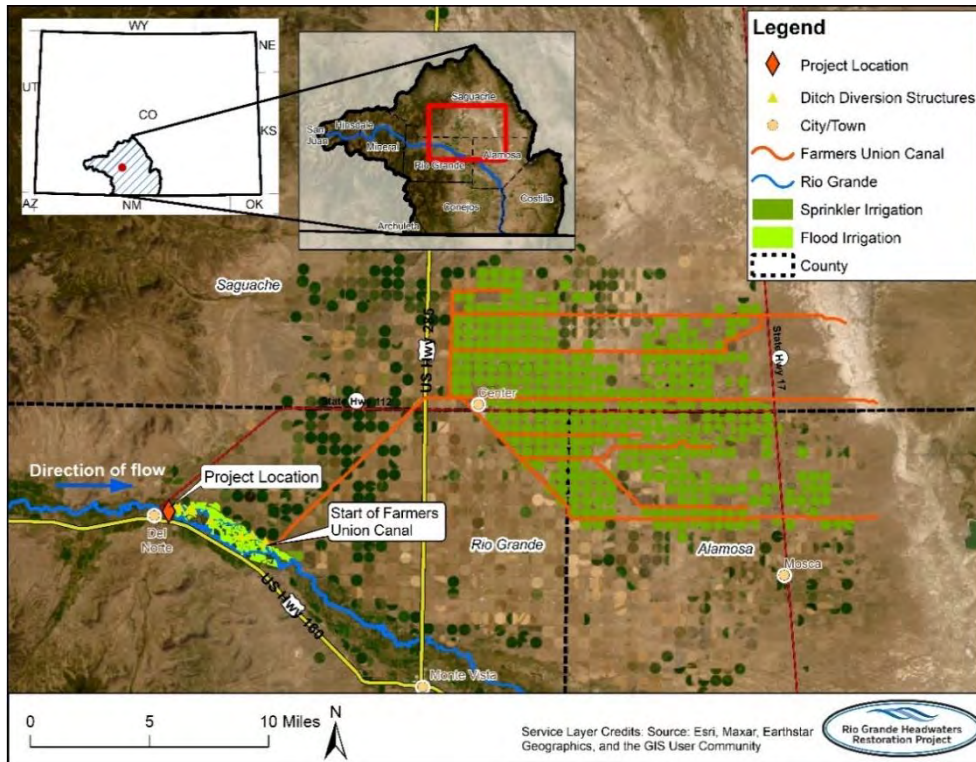 WY
NE
UT
CO
KS
AZ
NM
OK
Saguache
San
Juan
Hinsdale
Mineral
Rio Grande
Alamosa
Conejos
Costilla
Archuleta
Legend
Project Location
Ditch Diversion Structures
City/Town
Farmers Union Canal
Rio Grande
Sprinkler Irrigation
Flood Irrigation
County
Saguache
US Hwy 285
State Hwy 17
Center
State Hwy 112
Direction of flow
Project Location
Start of Farmers
Union Canal
Del
Norte
Rio Grande
Alamosa
Mosca
US Hwy 160
Monte Vista
0 5 10 Miles
N
Service Layer Credits: Source: Esri, Maxar, Earthstar
Geographics, and the GIS User Community
Rio Grande Headwaters
Restoration Project